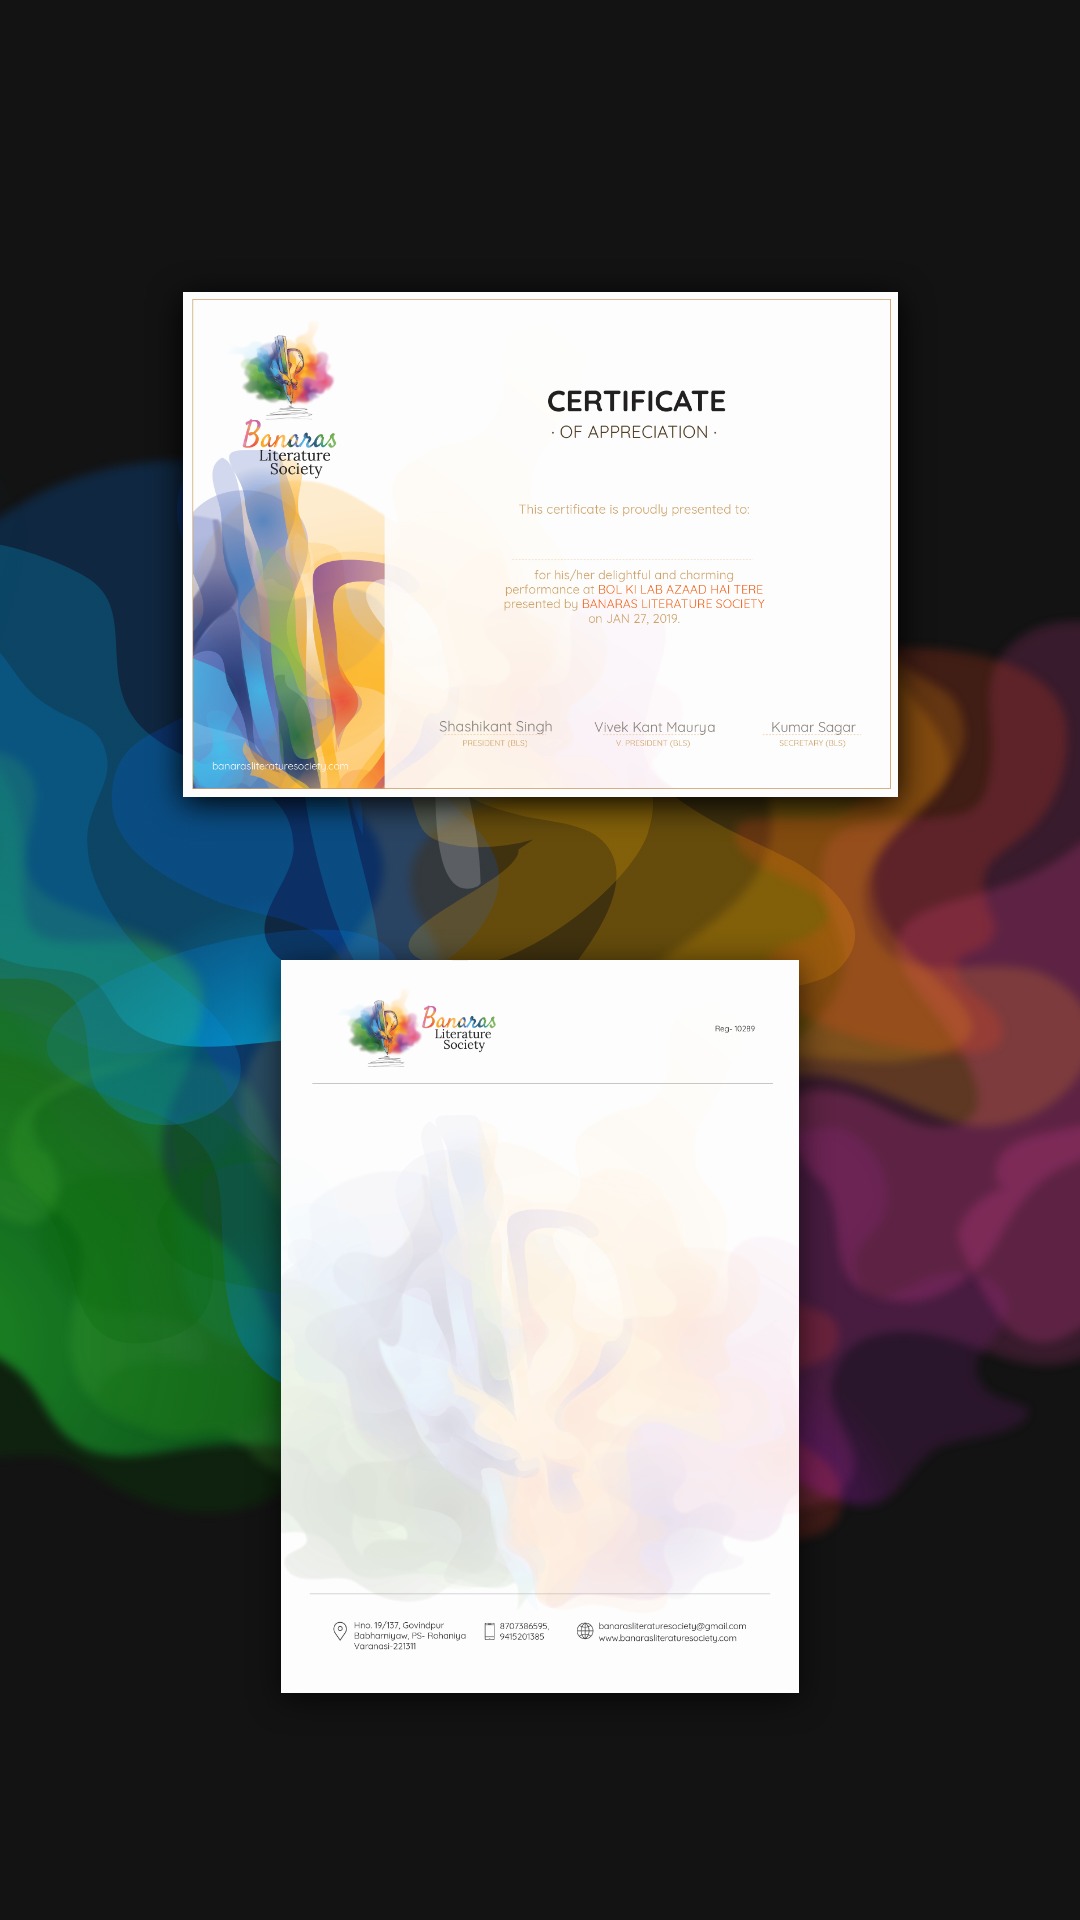 Banaras
Literature
Society
CERTIFICATE
· OF APPRECIATION ·
This certificate is proudly presented to:
for his/her delightful and charming
performance at BOL KI LAB AZAAD HAI TERE
presented by BANARAS LITERATURE SOCIETY
on JAN 27, 2019.
Shashikant Singh
PRESIDENT (BLS)
Vivek Kant Maurya
V. PRESIDENT (BLS)
Kumar Sagar
SECRETARY (BLS)
banarasliteraturesociety.com
Banaras
Literature
Society
Reg- 10289
Hno. 19/137, Govindpur
Babhamiyaw, PS- Rohaniya
Varanasi-221311
8707386595,
9415201385
banarasliteraturesociety@gmail.com
www.banarasliteraturesociety.com